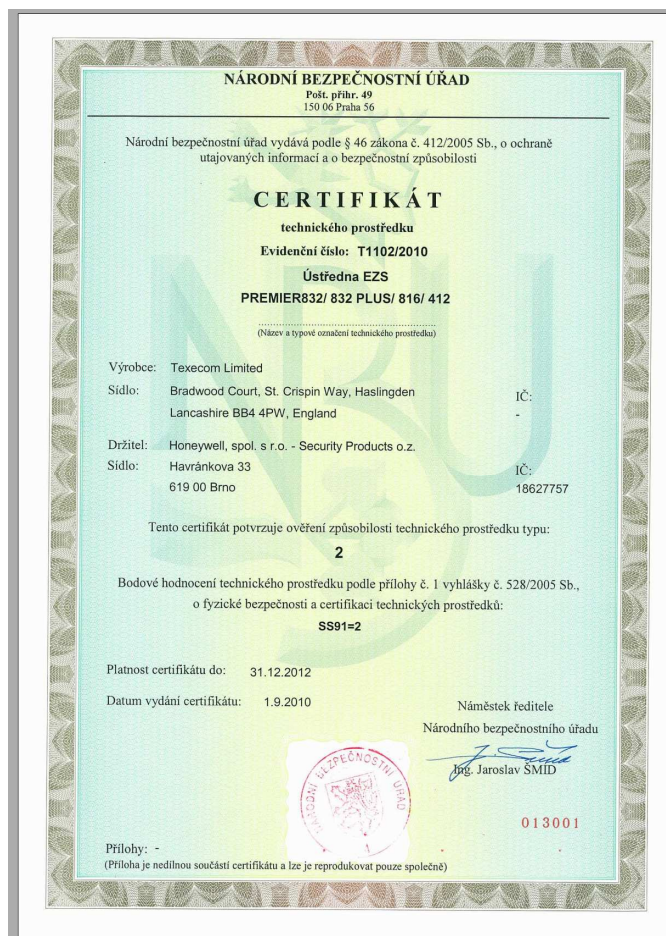 NÁRODNÍ BEZPEČNOSTNÍ ÚŘAD
Pošt. přihr. 49
150 06 Praha 56
Národní bezpečnostní úřad vydává podle § 46 zákona č. 412/2005 Sb., o ochraně
utajovaných informací a o bezpečnostní způsobilosti
CERTIFIKÁT
technického prostředku
Evidenční číslo: T1102/2010
Ústředna EZS
PREMIER832/ 832 PLUS/ 816/ 412
(Název a typové označení technického prostředku)
Výrobce: Texecom Limited
Sídlo: Bradwood Court, St. Crispin Way, Haslingden IČ:
Lancashire BB4 4PW, England -
Držitel: Honeywell, spol. s r.o. - Security Products o.z.
Sídlo: Havránkova 33 IČ:
619 00 Brno 18627757
Tento certifikát potvrzuje ověření způsobilosti technického prostředku typu:
2
Bodové hodnocení technického prostředku podle přílohy č. 1 vyhlášky č. 528/2005 Sb.,
o fyzické bezpečnosti a certifikaci technických prostředků:
SS91=2
Platnost certifikátu do: 31.12.2012
Datum vydání certifikátu: 1.9.2010
Náměstek ředitele
Národního bezpečnostního úřadu
Ing. Jaroslav ŠMÍD
NÁRODNÍ BEZPEČNOSTNÍ ÚŘAD
1
013001
Přílohy: -
(Příloha je nedílnou součástí certifikátu a lze je reprodukovat pouze společně)